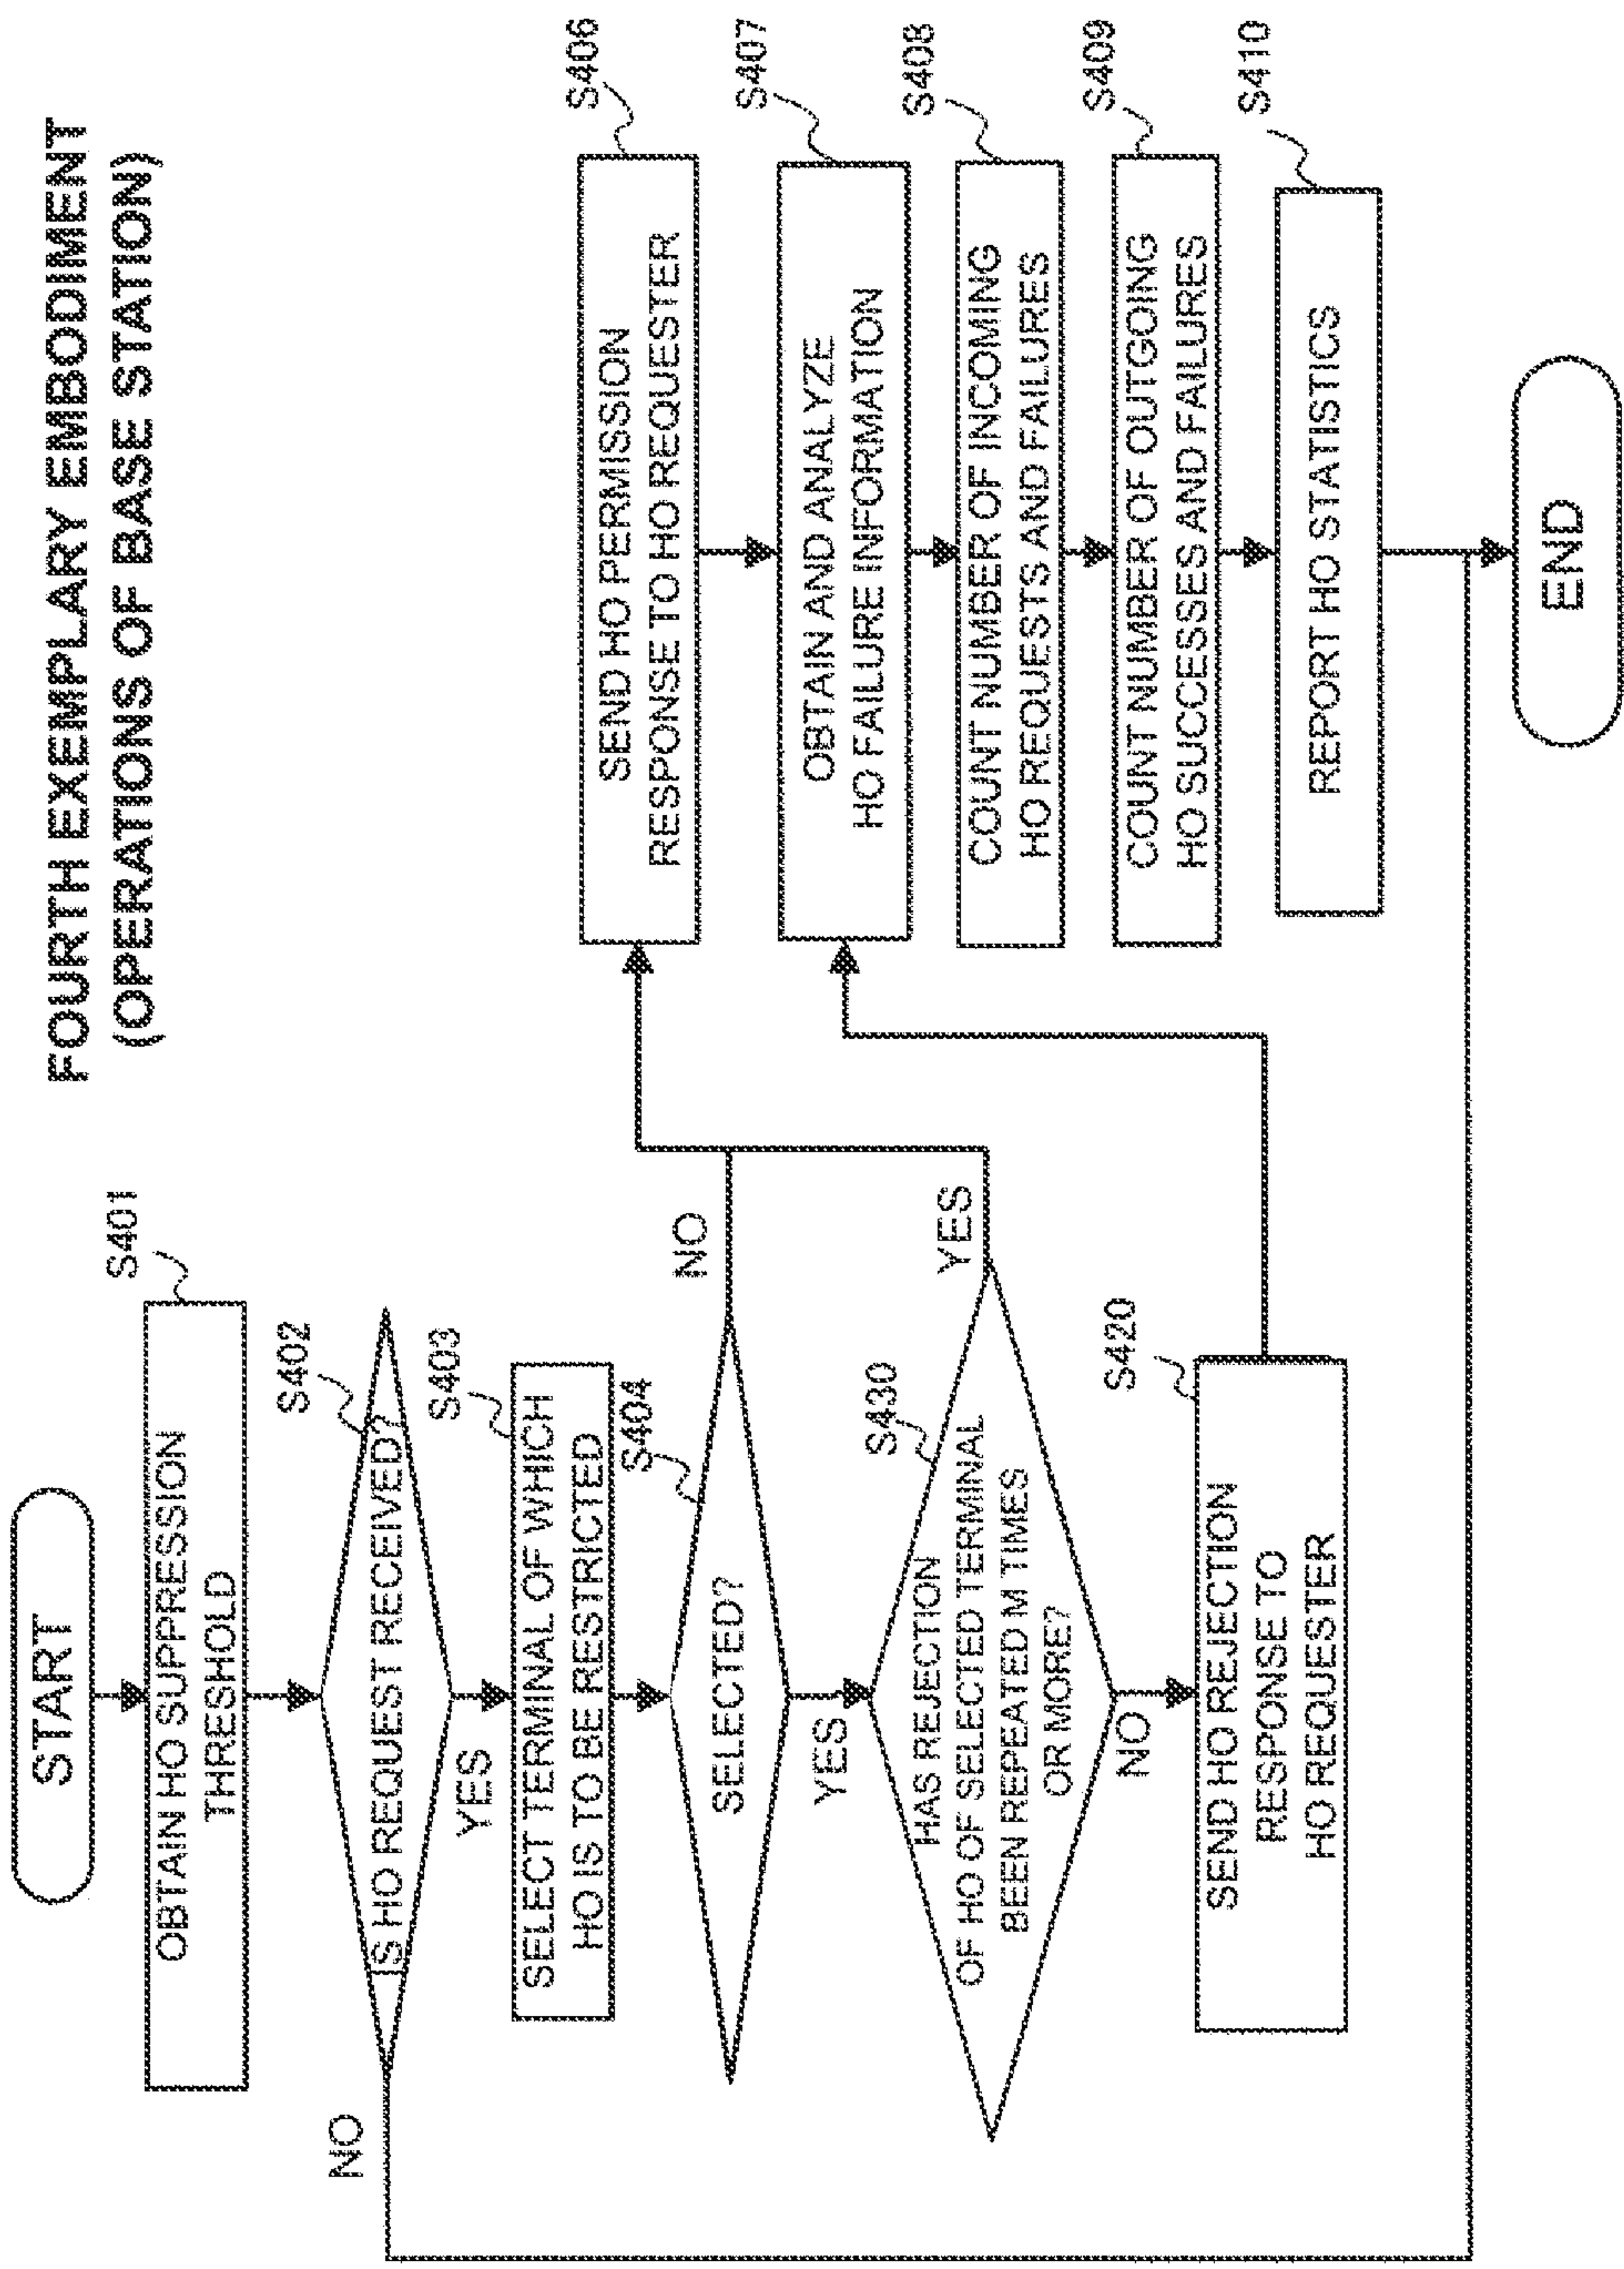 FOURTH EXEMPLARY EMBODIMENT
(OPERATIONS OF BASE STATION)
START
S401
OBTAIN HO SUPPRESSION
THRESHOLD
S402
IS HO REQUEST RECEIVED?
NO
YES
S403
SELECT TERMINAL OF WHICH
HO IS TO BE RESTRICTED
S404
SELECTED?
NO
YES
S430
HAS REJECTION
OF HO OF SELECTED TERMINAL
BEEN REPEATED M TIMES
OR MORE?
YES
NO
S420
SEND HO REJECTION
RESPONSE TO
HO REQUESTER
S406
SEND HO PERMISSION
RESPONSE TO HO REQUESTER
S407
OBTAIN AND ANALYZE
HO FAILURE INFORMATION
S408
COUNT NUMBER OF INCOMING
HO REQUESTS AND FAILURES
S409
COUNT NUMBER OF OUTGOING
HO SUCCESSES AND FAILURES
S410
REPORT HO STATISTICS
END